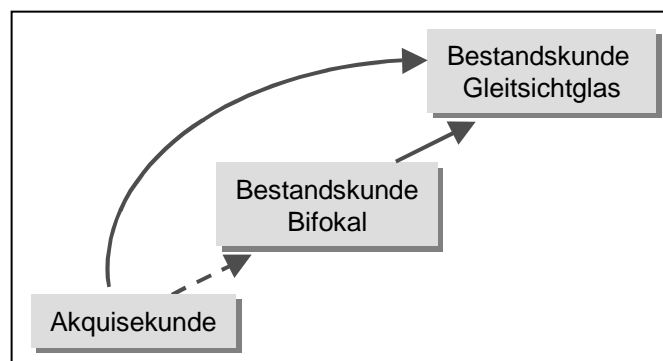 Bestandskunde
Gleitsichtglas
Bestandskunde
Bifokal
Akquisekunde